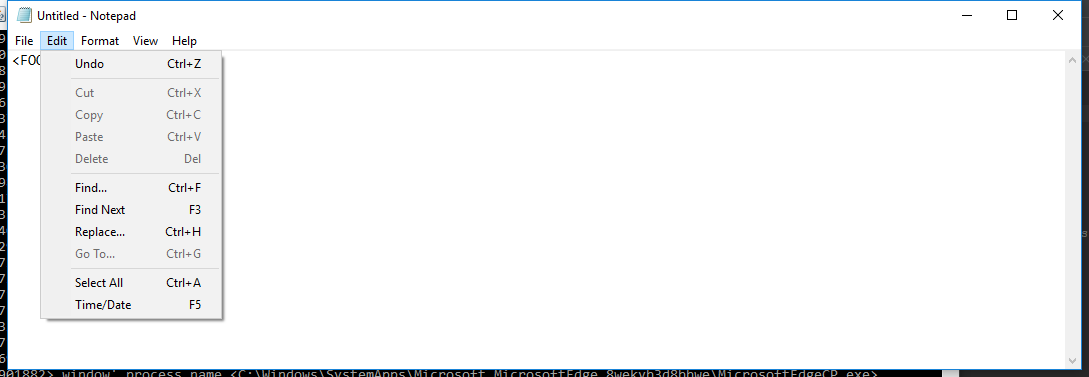 Untitled - Notepad
File Edit Format View Help
<FOO
Undo Ctrl+Z
Cut Ctrl+X
Copy Ctrl+C
Paste Ctrl+V
Delete Del
Find... Ctrl+F
Find Next F3
Replace... Ctrl+H
Go To... Ctrl+G
Select All Ctrl+A
Time/Date F5
001882> window' process name <C:\Windows\SystemApps\Microsoft.MicrosoftEdge_8wekyb3d8bbwe\MicrosoftEdgeCP.exe>